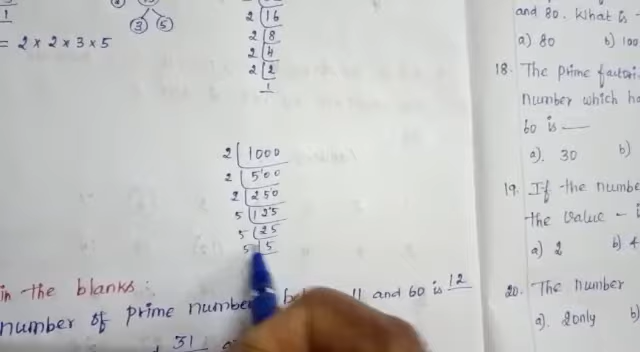 1
= 2 x 2 x 3 x 5
3 5
2 16
2 8
2 4
2 2
1
2 1000
2 500
2 250
5 125
5 25
5 5
in the blanks:
number of prime number 11 and 60 is 12
31
and 80. What is
a) 80 b) 100
18. The prime factori
number which ha
60 is —
a). 30 b)
19. If the numbe
the value -
a) 2 b) 4
20. The number
a). 2only b)